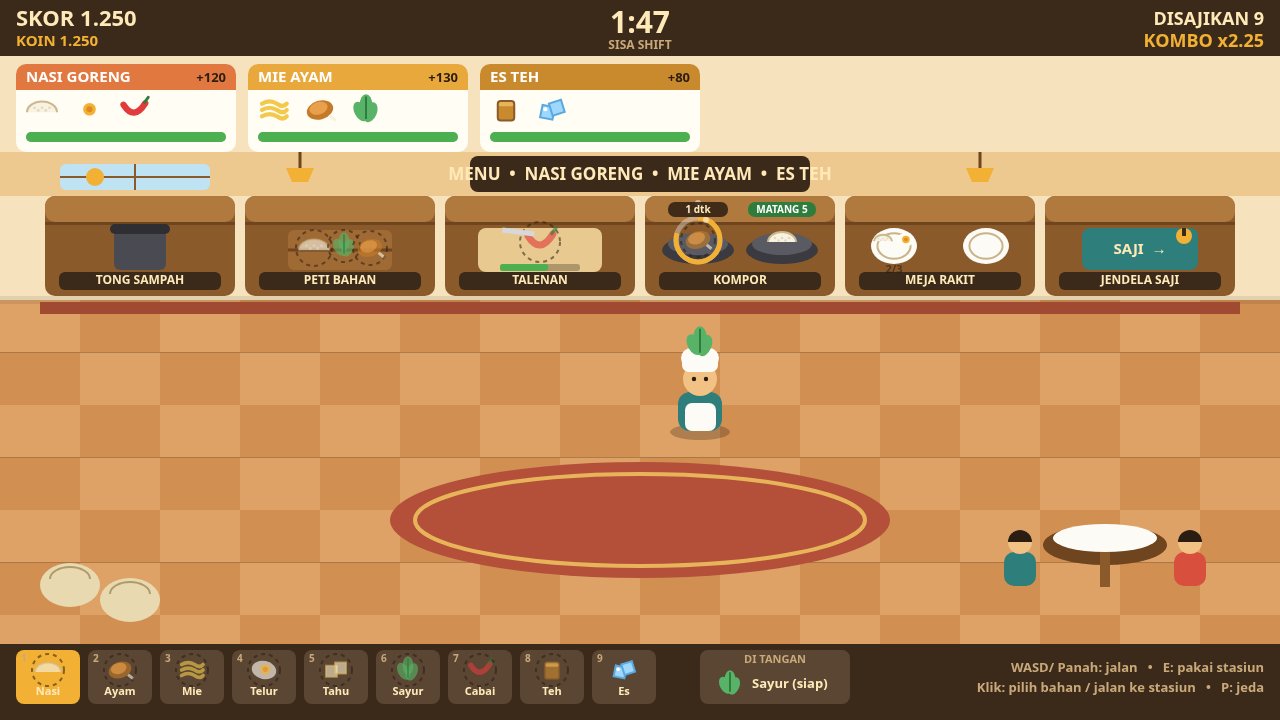 SKOR 1.250
KOIN 1.250
1:47
SISA SHIFT
DISAJIKAN 9
KOMBO x2.25
NASI GORENG +120
MIE AYAM +130
ES TEH +80
MENU • NASI GORENG • MIE AYAM • ES TEH
1 dtk
MATANG 5
SAJI →
2/3
TONG SAMPAH
PETI BAHAN
TALENAN
KOMPOR
MEJA RAKIT
JENDELA SAJI
1 Nasi
2 Ayam
3 Mie
4 Telur
5 Tahu
6 Sayur
7 Cabai
8 Teh
9 Es
DI TANGAN
Sayur (siap)
WASD/ Panah: jalan • E: pakai stasiun
Klik: pilih bahan / jalan ke stasiun • P: jeda